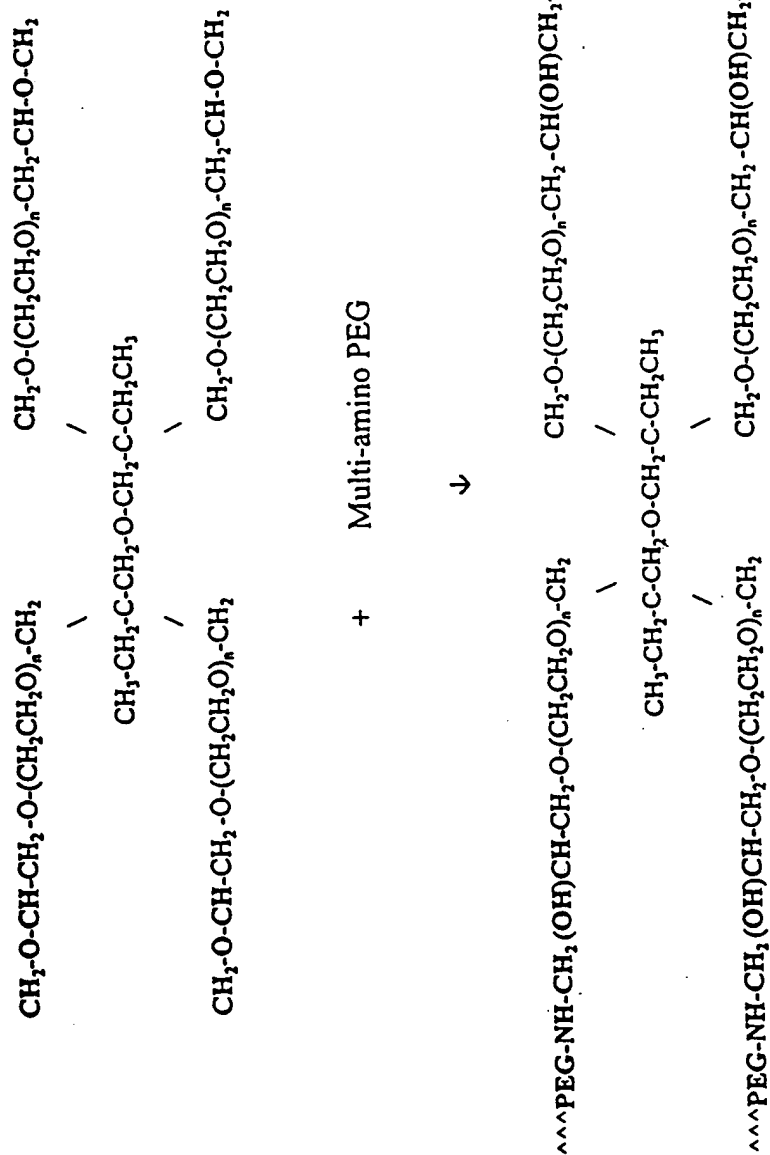 CH₂-O-CH-CH₂-O-(CH₂CH₂O)ₙ-CH₂ CH₂-O-(CH₂CH₂O)ₙ-CH₂-CH-O-CH₂
\ /
CH₃-CH₂-C-CH₂-O-CH₂-C-CH₂CH₃
/ \
CH₂-O-CH-CH₂-O-(CH₂CH₂O)ₙ-CH₂ CH₂-O-(CH₂CH₂O)ₙ-CH₂-CH-O-CH₂
+ Multi-amino PEG
↓
^^^PEG-NH-CH₂(OH)CH-CH₂-O-(CH₂CH₂O)ₙ-CH₂ CH₂-O-(CH₂CH₂O)ₙ-CH₂-CH(OH)CH₂-
\ /
CH₃-CH₂-C-CH₂-O-CH₂-C-CH₂CH₃
/ \
^^^PEG-NH-CH₂(OH)CH-CH₂-O-(CH₂CH₂O)ₙ-CH₂ CH₂-O-(CH₂CH₂O)ₙ-CH₂-CH(OH)CH₂-